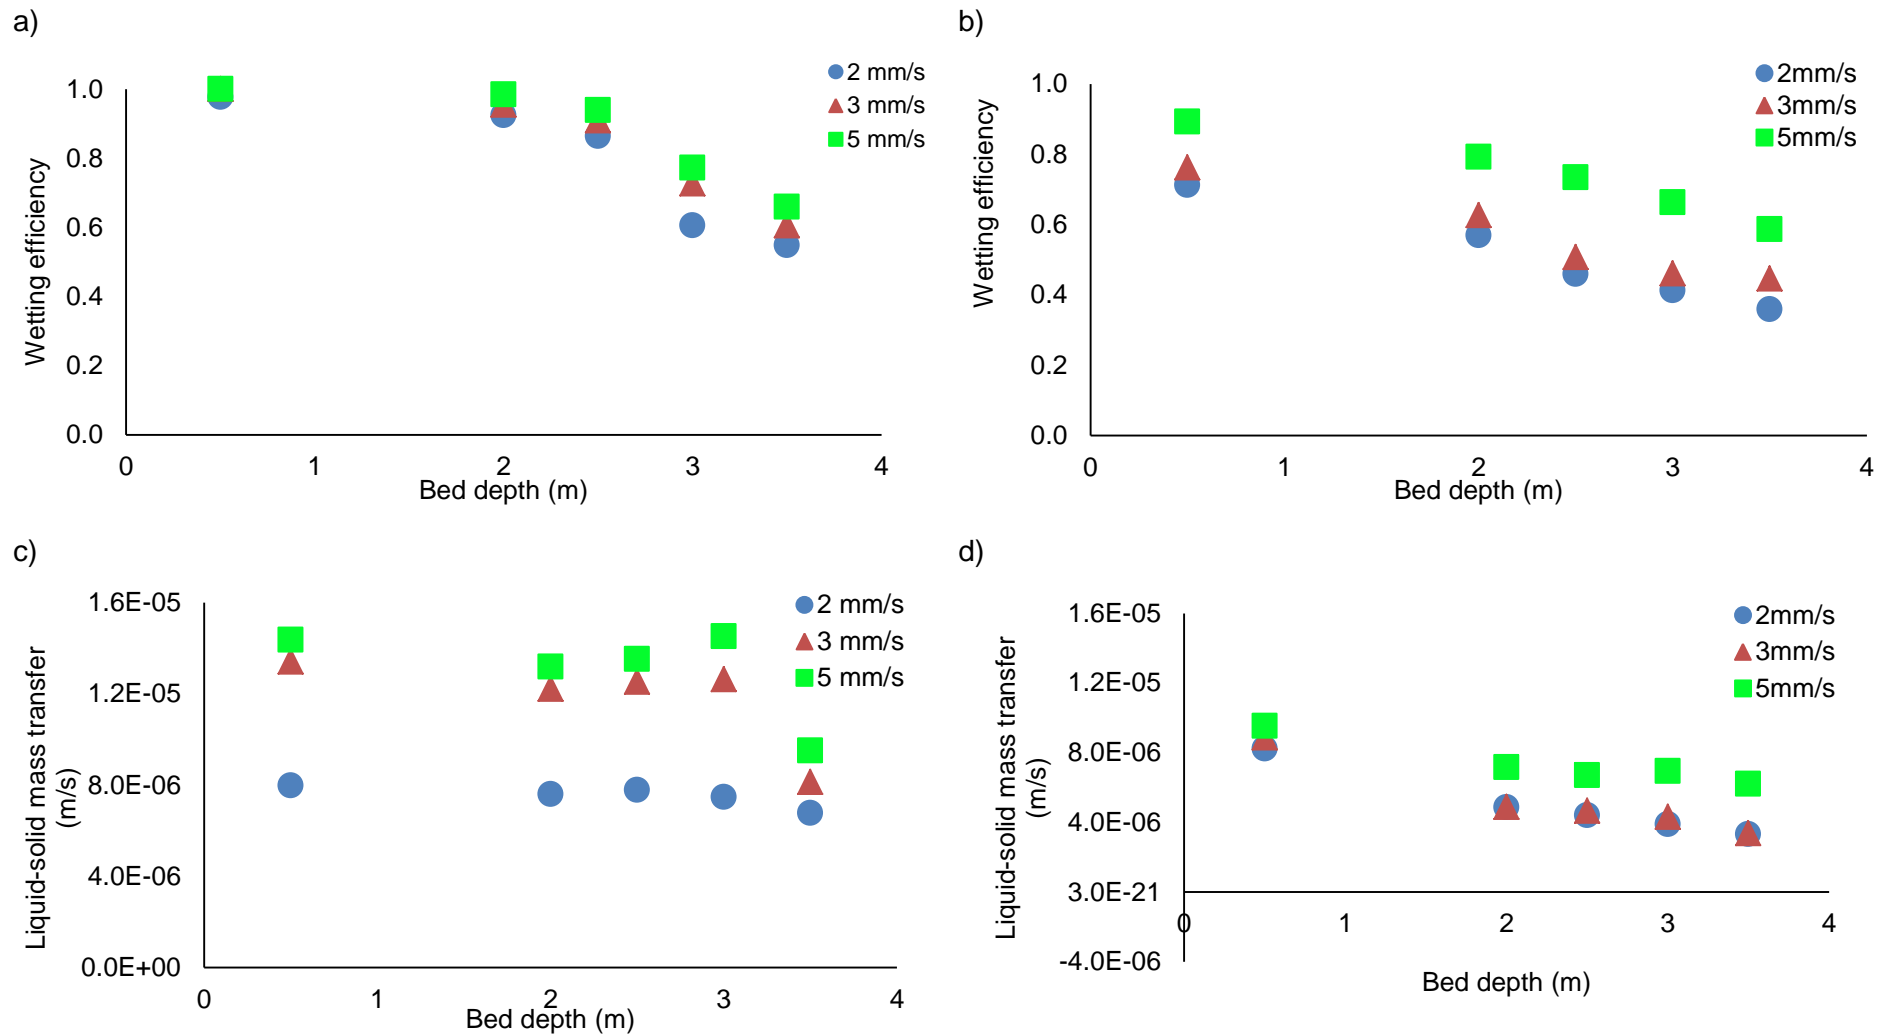 a)
2 mm/s
3 mm/s
5 mm/s
Wetting efficiency
1.0
0.8
0.6
0.4
0.2
0.0
0 1 2 3 4
Bed depth (m)
b)
2mm/s
3mm/s
5mm/s
Wetting efficiency
1.0
0.8
0.6
0.4
0.2
0.0
0 1 2 3 4
Bed depth (m)
c)
2 mm/s
3 mm/s
5 mm/s
Liquid-solid mass transfer
(m/s)
1.6E-05
1.2E-05
8.0E-06
4.0E-06
0.0E+00
0 1 2 3 4
Bed depth (m)
d)
2mm/s
3mm/s
5mm/s
Liquid-solid mass transfer
(m/s)
1.6E-05
1.2E-05
8.0E-06
4.0E-06
3.0E-21
-4.0E-06
0 1 2 3 4
Bed depth (m)